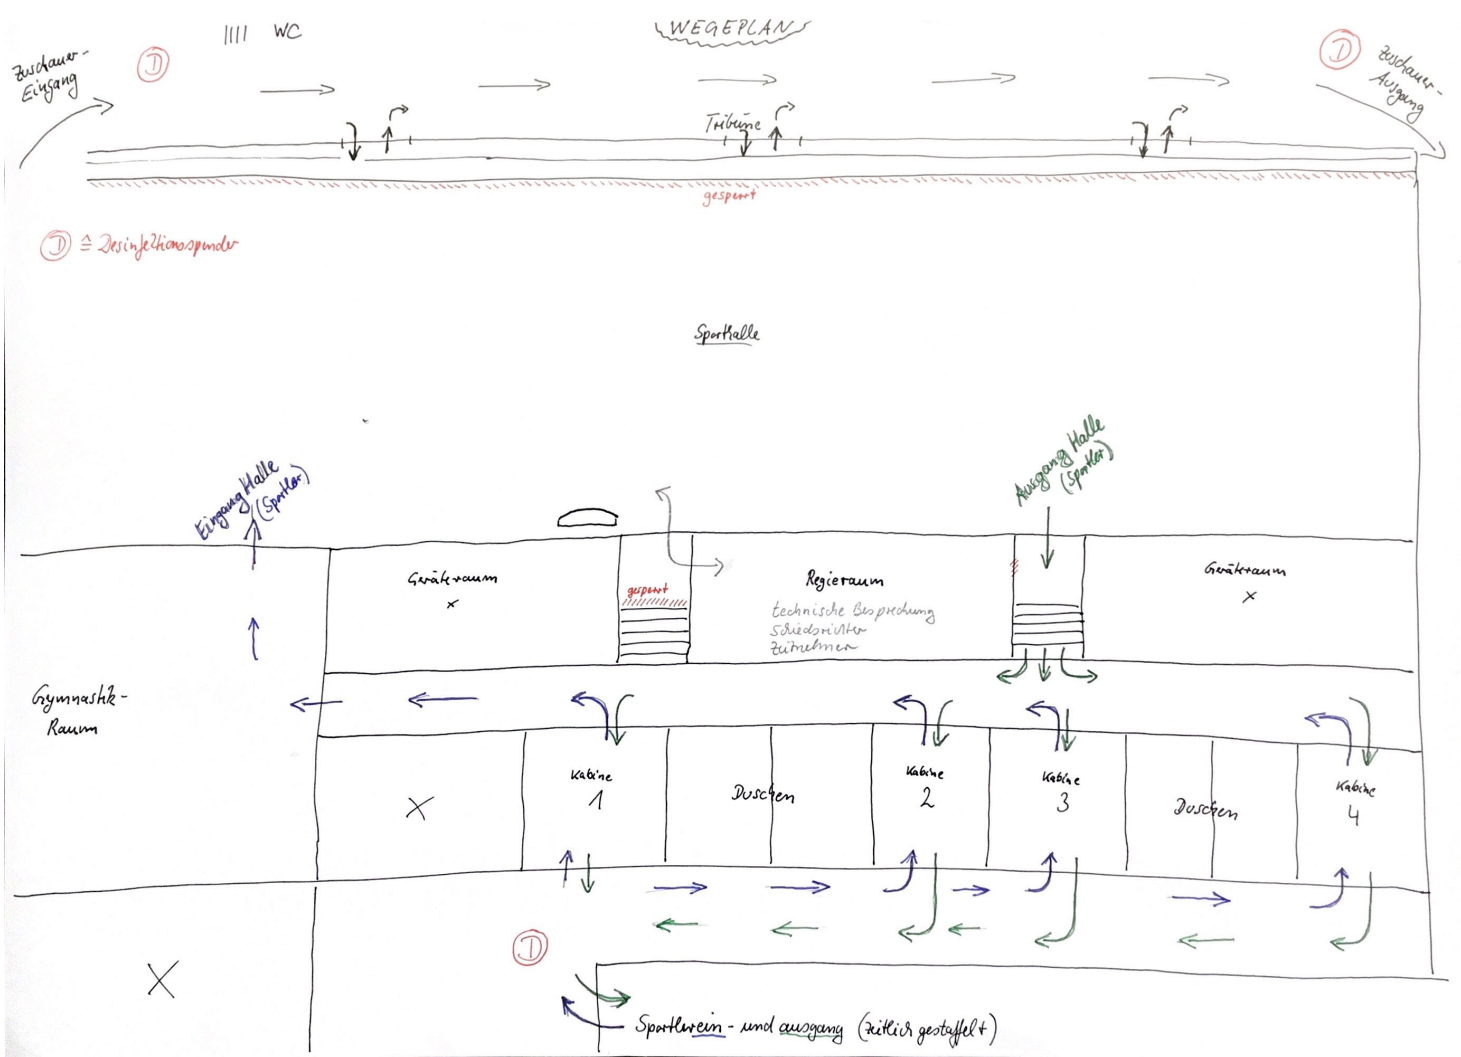 WEGEPLAN
WC
Zuschauer-
Eingang
D
D
Zuschauer-
Ausgang
Tribüne
gesperrt
D ≙ Desinfektionsspender
Sporthalle
Eingang Halle
(Sportler)
Ausgang Halle
(Sportler)
Geräteraum
x
gesperrt
Regieraum
technische Besprechung
Schiedsrichter
Zeitnehmer
Geräteraum
x
Gymnastik-
Raum
X
Kabine
1
Duschen
Kabine
2
Kabine
3
Duschen
Kabine
4
D
X
Sportlerein- und ausgang (zeitlich gestaffelt)